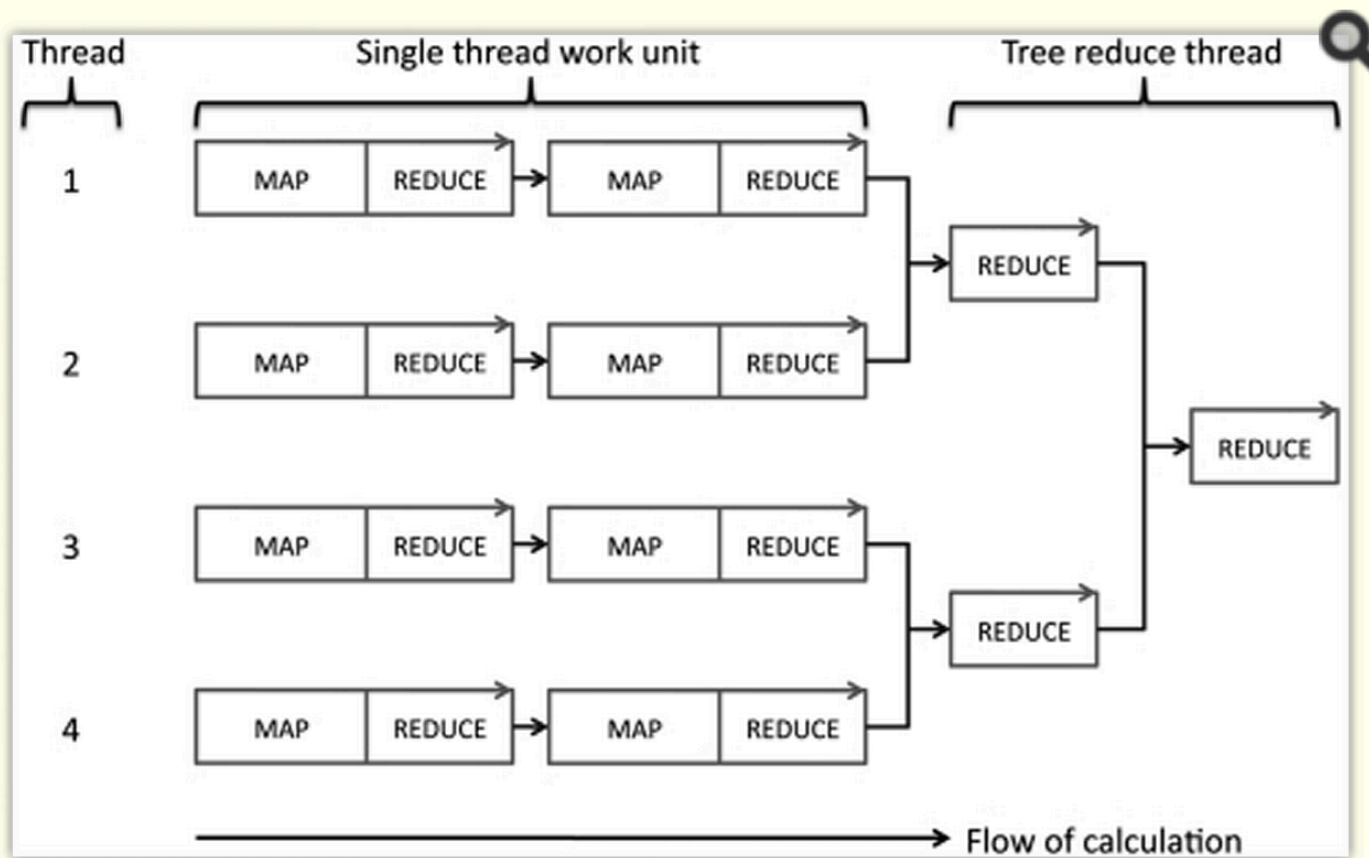 Thread
Single thread work unit
Tree reduce thread
1
MAP
REDUCE
MAP
REDUCE
REDUCE
2
MAP
REDUCE
MAP
REDUCE
REDUCE
3
MAP
REDUCE
MAP
REDUCE
REDUCE
4
MAP
REDUCE
MAP
REDUCE
Flow of calculation